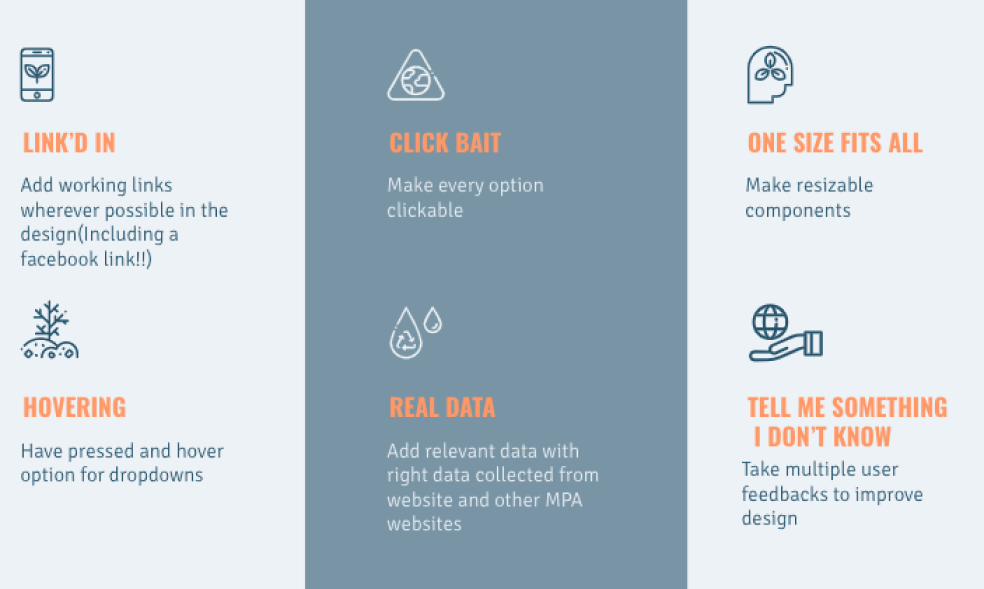 LINK'D IN
Add working links
wherever possible in the
design(Including a
facebook link!!)
CLICK BAIT
Make every option
clickable
ONE SIZE FITS ALL
Make resizable
components
HOVERING
Have pressed and hover
option for dropdowns
REAL DATA
Add relevant data with
right data collected from
website and other MPA
websites
TELL ME SOMETHING
I DON'T KNOW
Take multiple user
feedbacks to improve
design